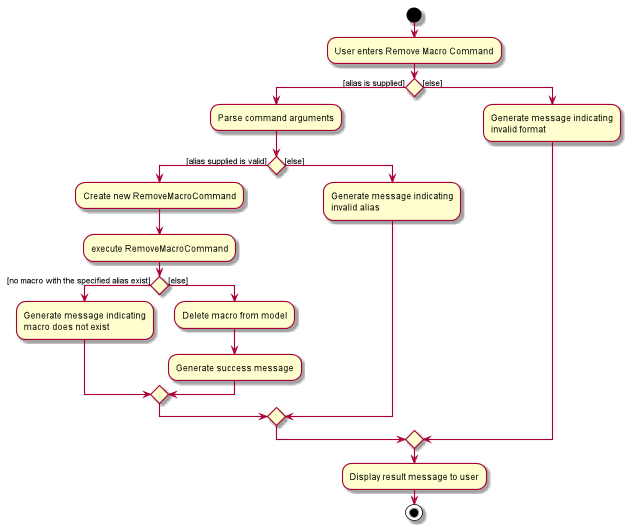 User enters Remove Macro Command
[alias is supplied]
[else]
Parse command arguments
Generate message indicating
invalid format
[alias supplied is valid]
[else]
Create new RemoveMacroCommand
Generate message indicating
invalid alias
execute RemoveMacroCommand
[no macro with the specified alias exist]
[else]
Generate message indicating
macro does not exist
Delete macro from model
Generate success message
Display result message to user